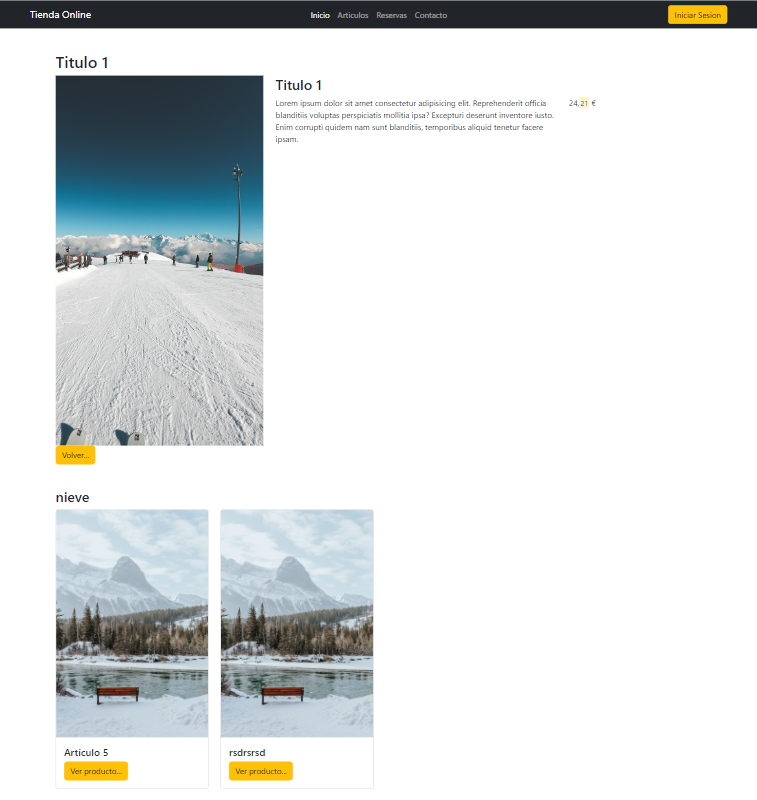 Tienda Online
Inicio Artículos Reservas Contacto
Iniciar Sesion
Titulo 1
Titulo 1
Lorem ipsum dolor sit amet consectetur adipisicing elit. Reprehenderit officia
blanditiis voluptas perspiciatis mollitia ipsa? Excepturi deserunt inventore iusto.
Enim corrupti quidem nam sunt blanditiis, temporibus aliquid tenetur facere
ipsam.
24,21 €
Volver...
nieve
Articulo 5
Ver producto...
rsdrsrsd
Ver producto...